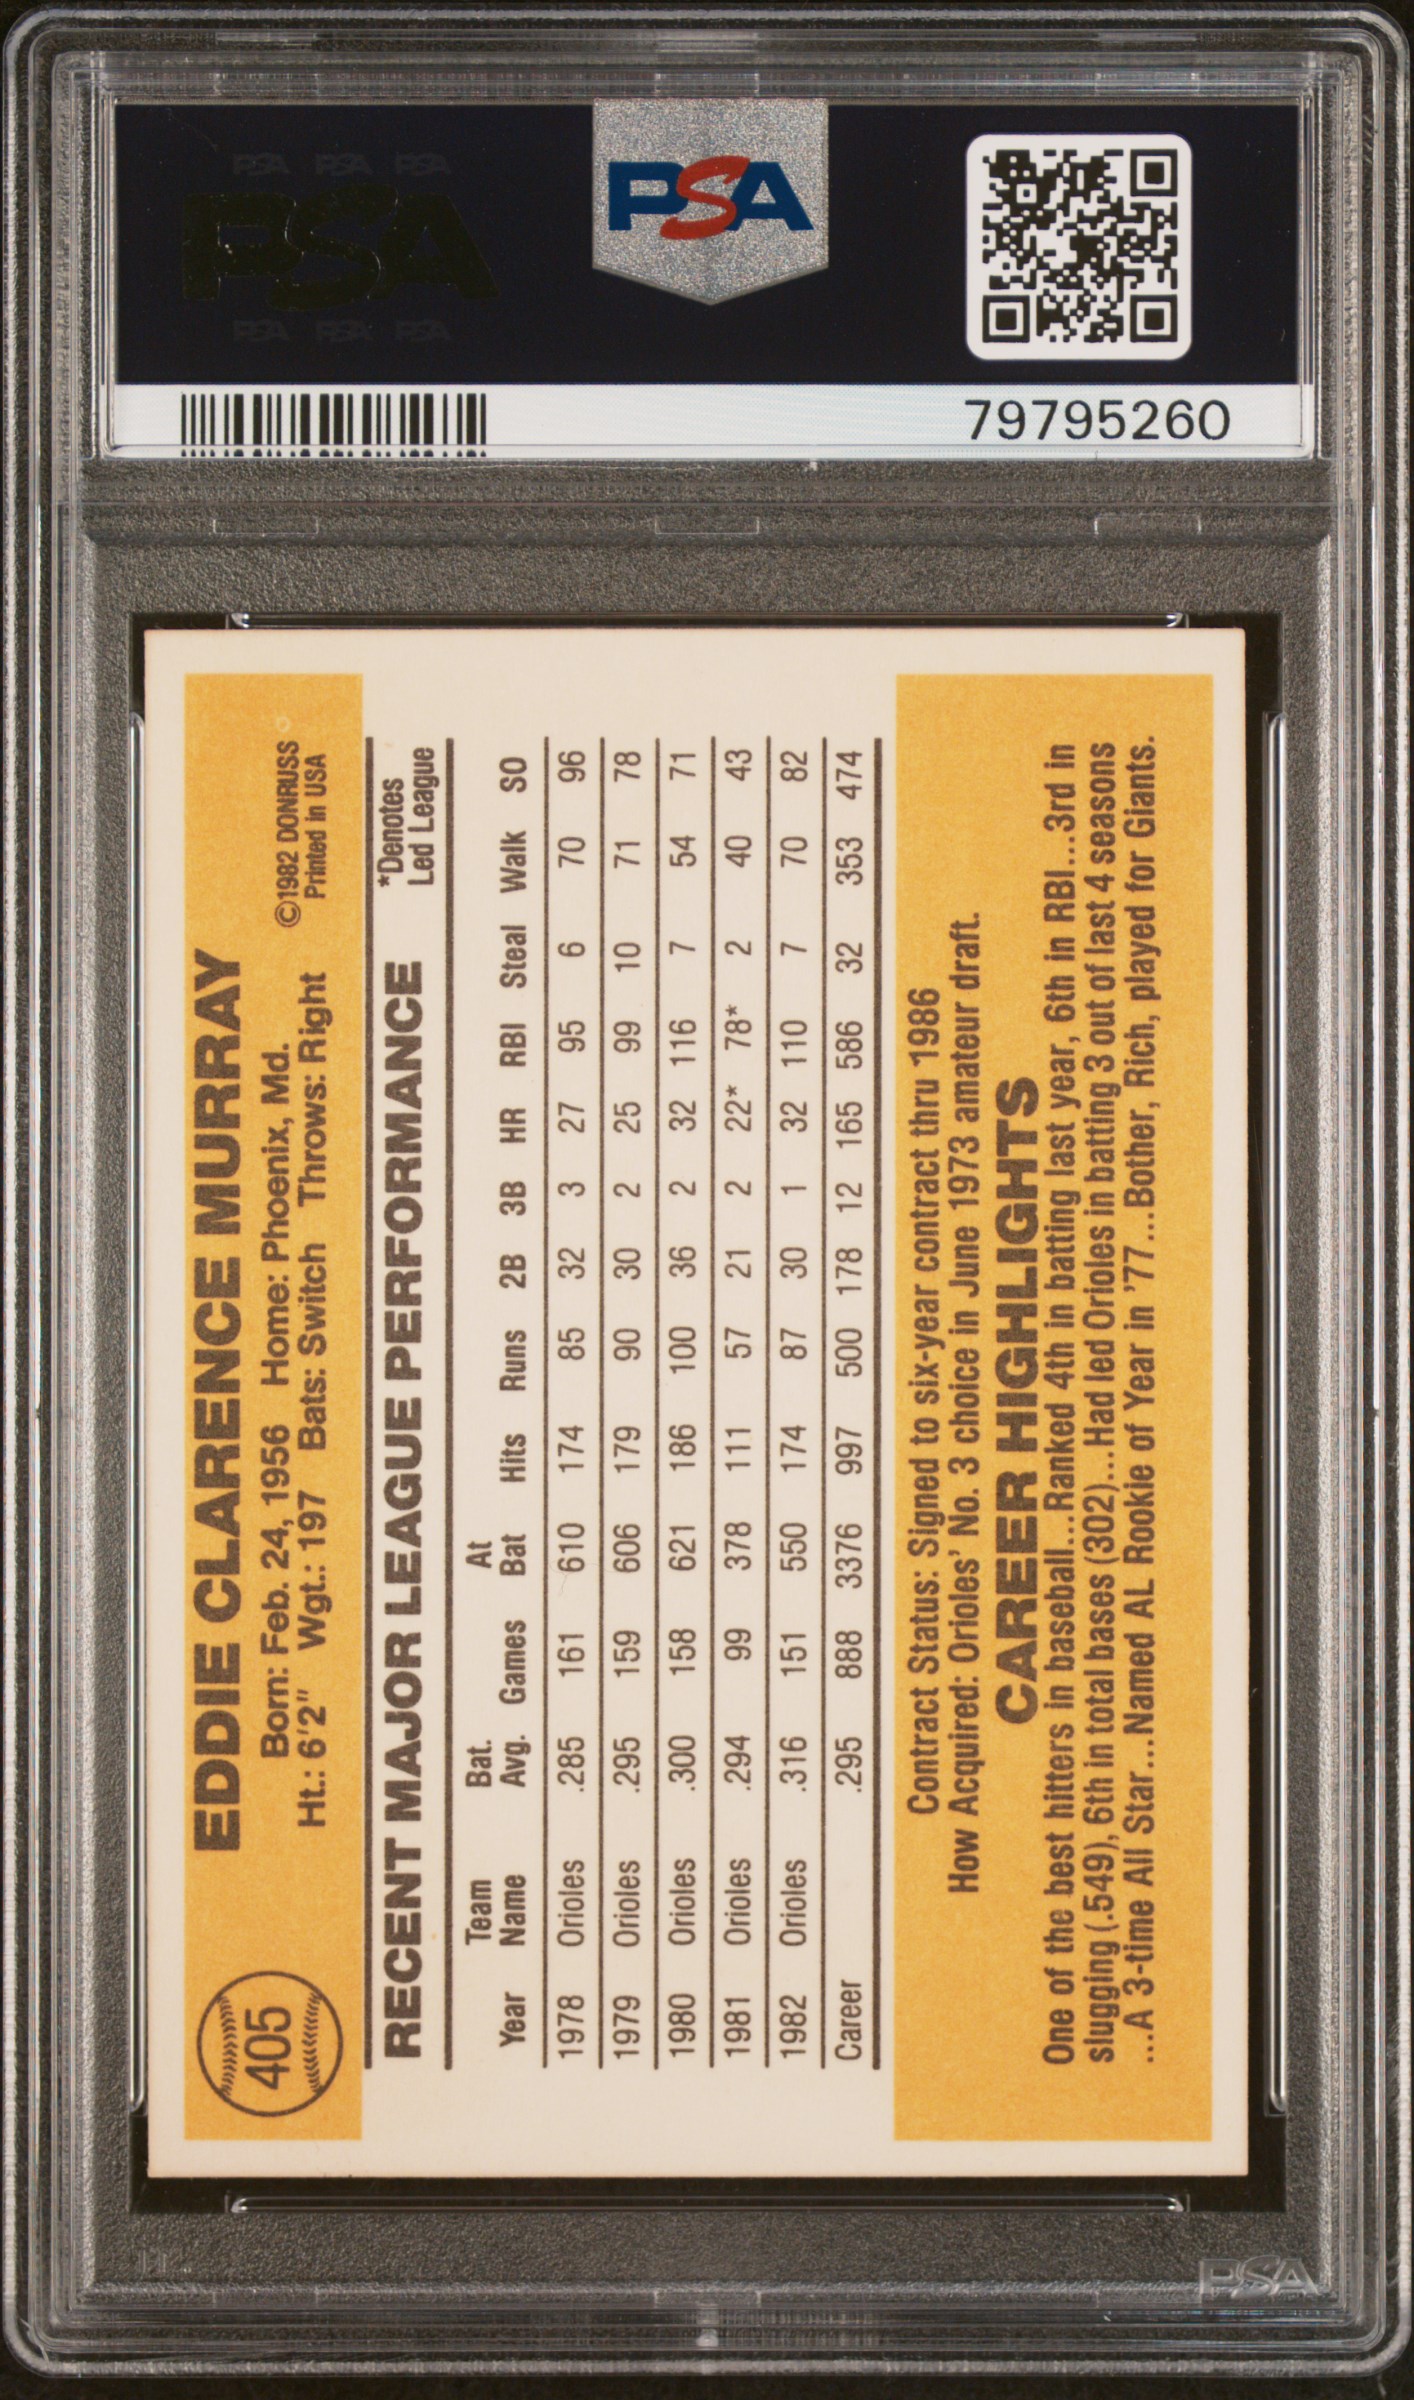 PSA PSA PSA
PSA
PSA PSA PSA
PSA
79795260
405
EDDIE CLARENCE MURRAY
Born: Feb. 24, 1956 Home: Phoenix, Md.
Ht.: 6'2" Wgt.: 197 Bats: Switch Throws: Right
©1982 DONRUSS
Printed in USA
RECENT MAJOR LEAGUE PERFORMANCE
*Denotes
Led League
Year Team Name Bat. Avg. Games At Bat Hits Runs 2B 3B HR RBI Steal Walk SO
1978 Orioles .285 161 610 174 85 32 3 27 95 6 70 96
1979 Orioles .295 159 606 179 90 30 2 25 99 10 71 78
1980 Orioles .300 158 621 186 100 36 2 32 116 7 54 71
1981 Orioles .294 99 378 111 57 21 2 22* 78* 2 40 43
1982 Orioles .316 151 550 174 87 30 1 32 110 7 70 82
Career .295 888 3376 997 500 178 12 165 586 32 353 474
Contract Status: Signed to six-year contract thru 1986
How Acquired: Orioles' No. 3 choice in June 1973 amateur draft.
CAREER HIGHLIGHTS
One of the best hitters in baseball...Ranked 4th in batting last year, 6th in RBI...3rd in
slugging (.549), 6th in total bases (302)...Had led Orioles in batting 3 out of last 4 seasons
...A 3-time All Star...Named AL Rookie of Year in '77...Bother, Rich, played for Giants.
PSA